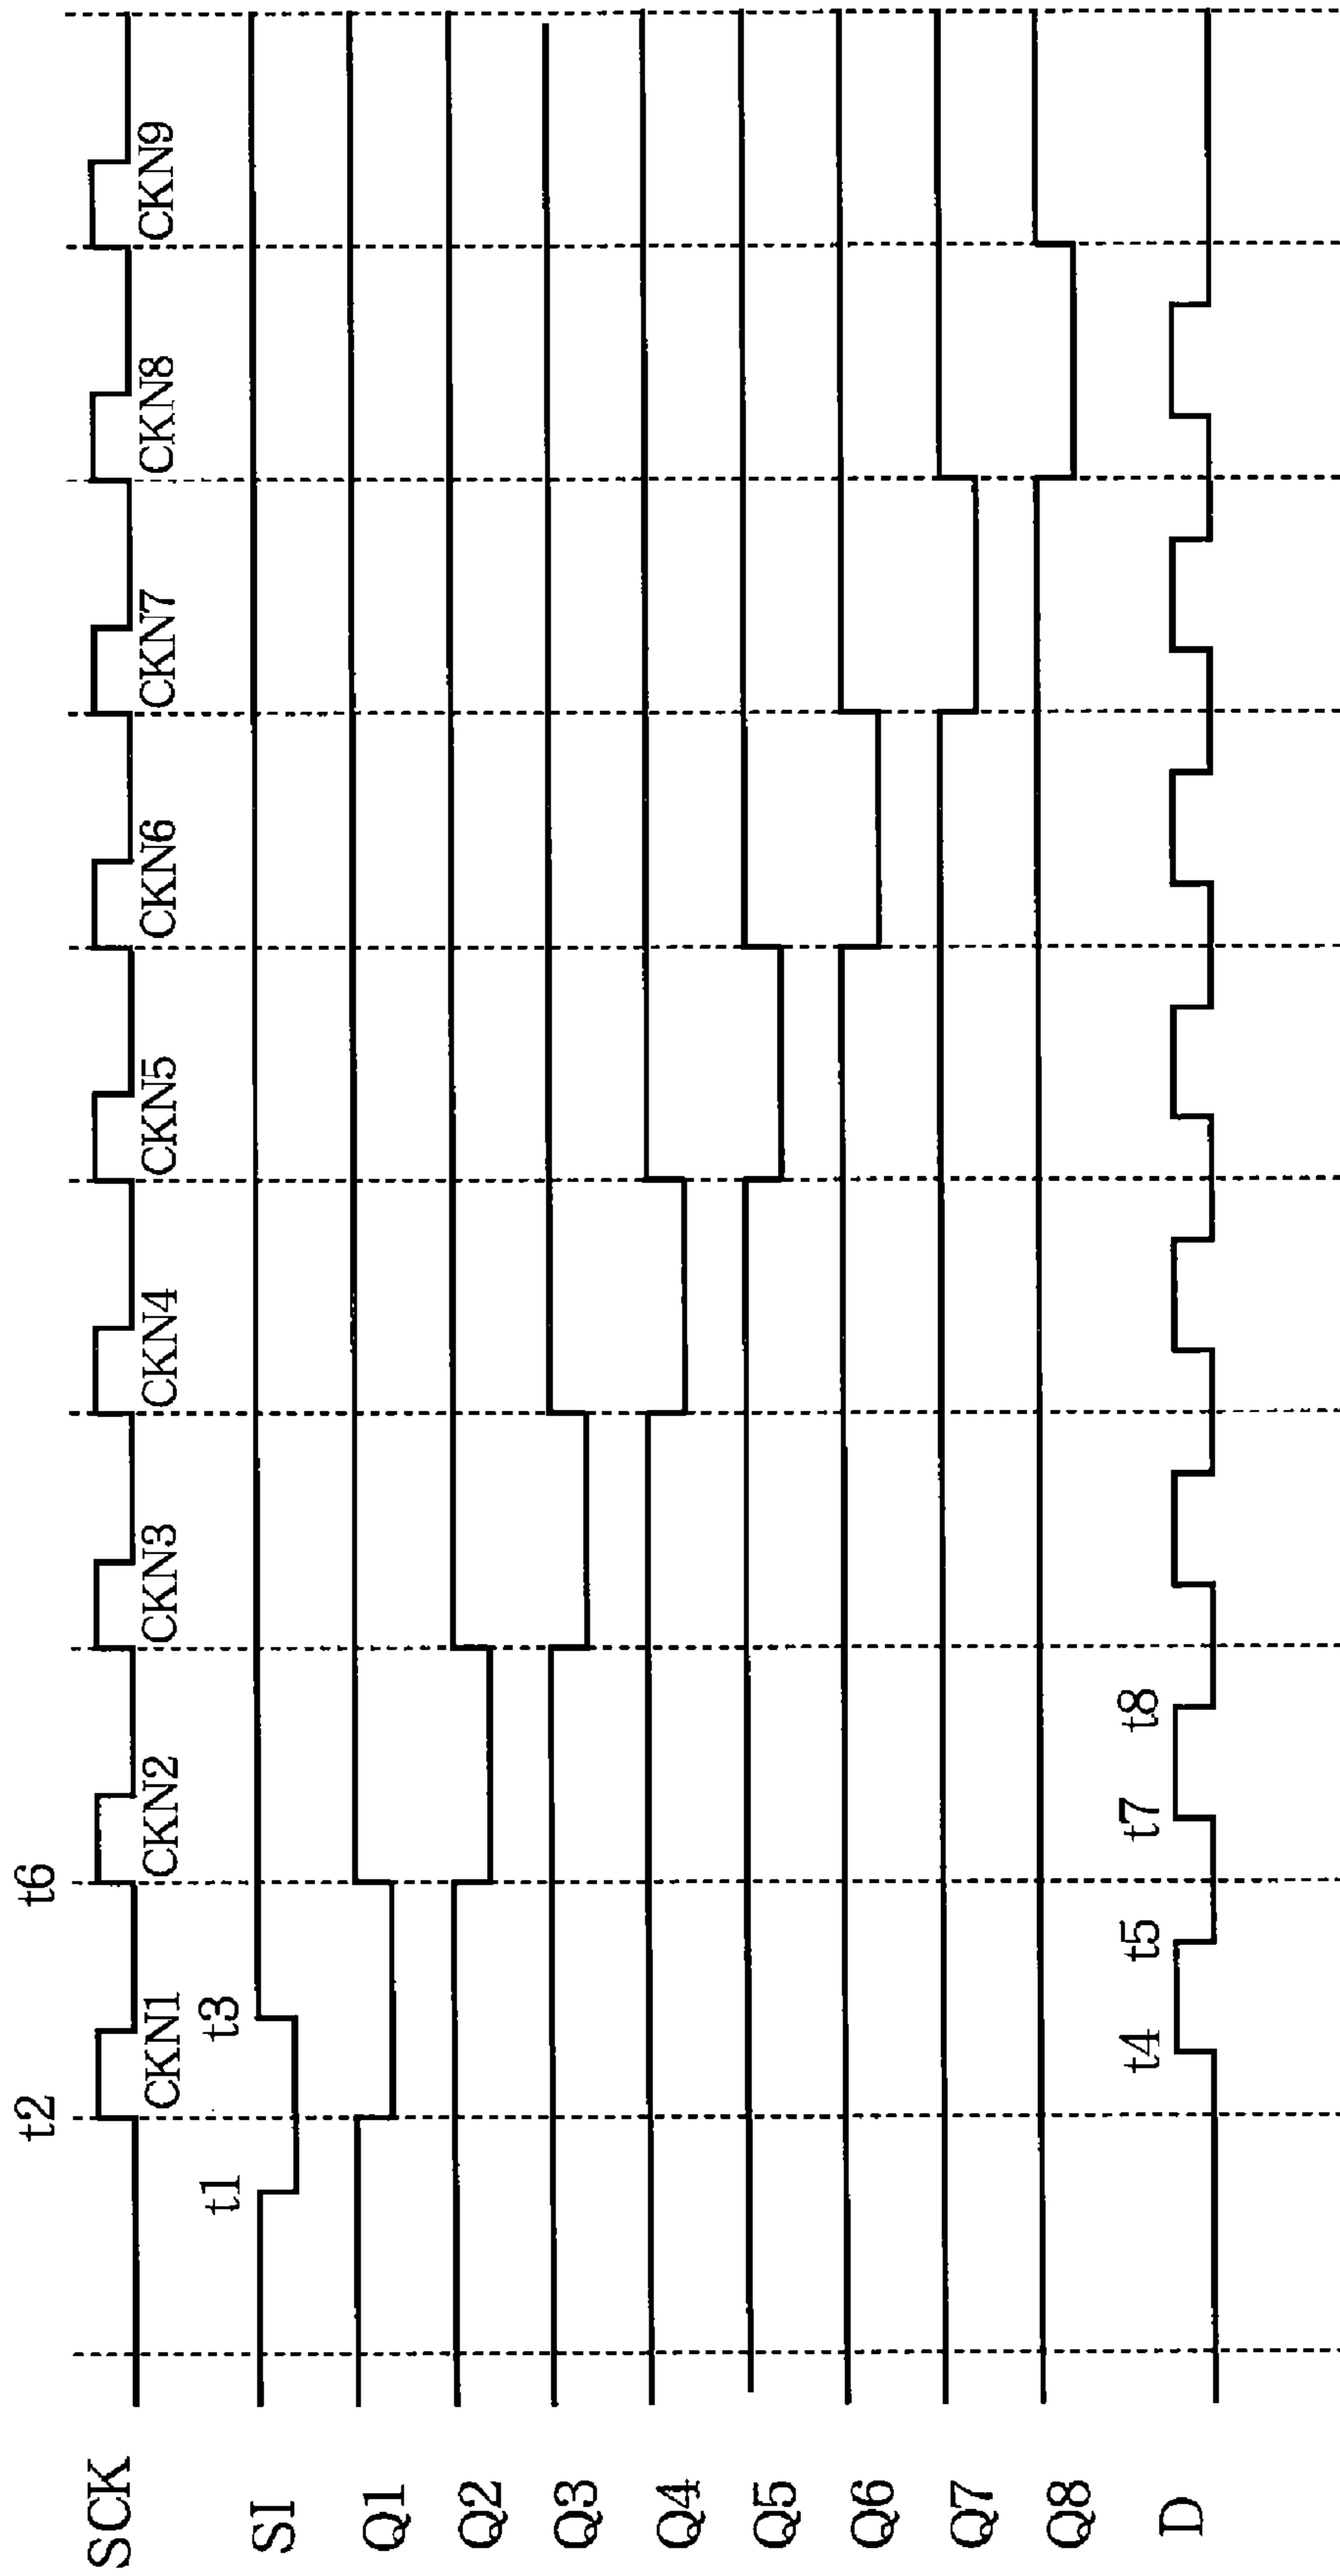 t2 t6
SCK
CKN1 CKN2 CKN3 CKN4 CKN5 CKN6 CKN7 CKN8 CKN9
t1 t3
SI
Q1
Q2
Q3
Q4
Q5
Q6
Q7
Q8
t4 t5 t7 t8
D